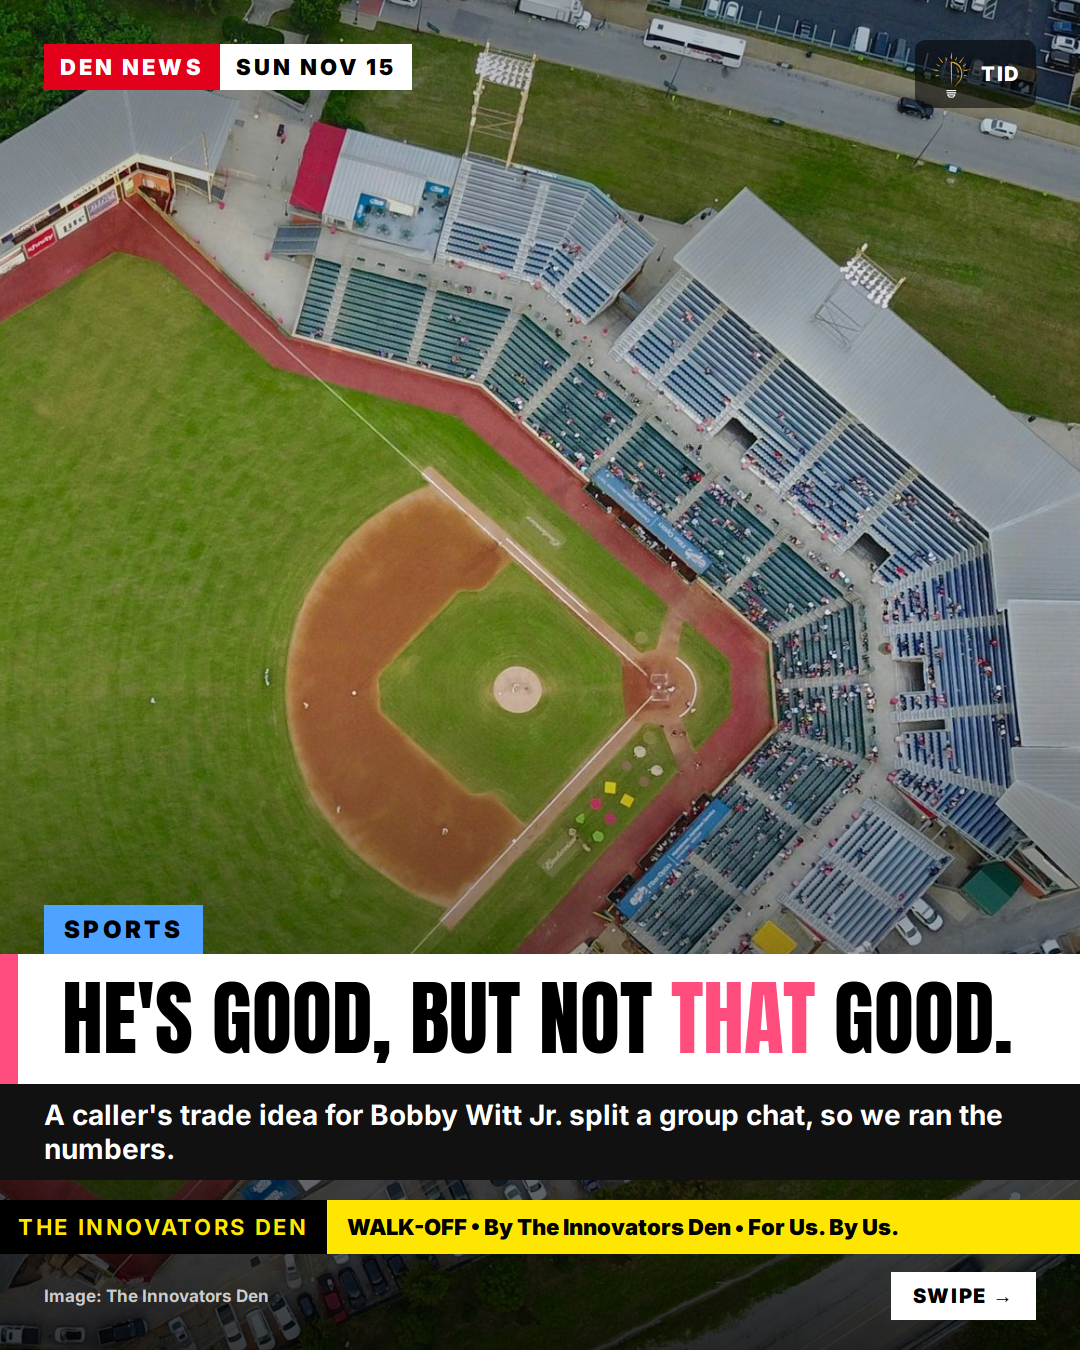 DEN NEWS SUN NOV 15
TID
xfinity
SPORTS
HE'S GOOD, BUT NOT THAT GOOD.
A caller's trade idea for Bobby Witt Jr. split a group chat, so we ran the
numbers.
THE INNOVATORS DEN
WALK-OFF • By The Innovators Den • For Us. By Us.
Image: The Innovators Den
SWIPE →